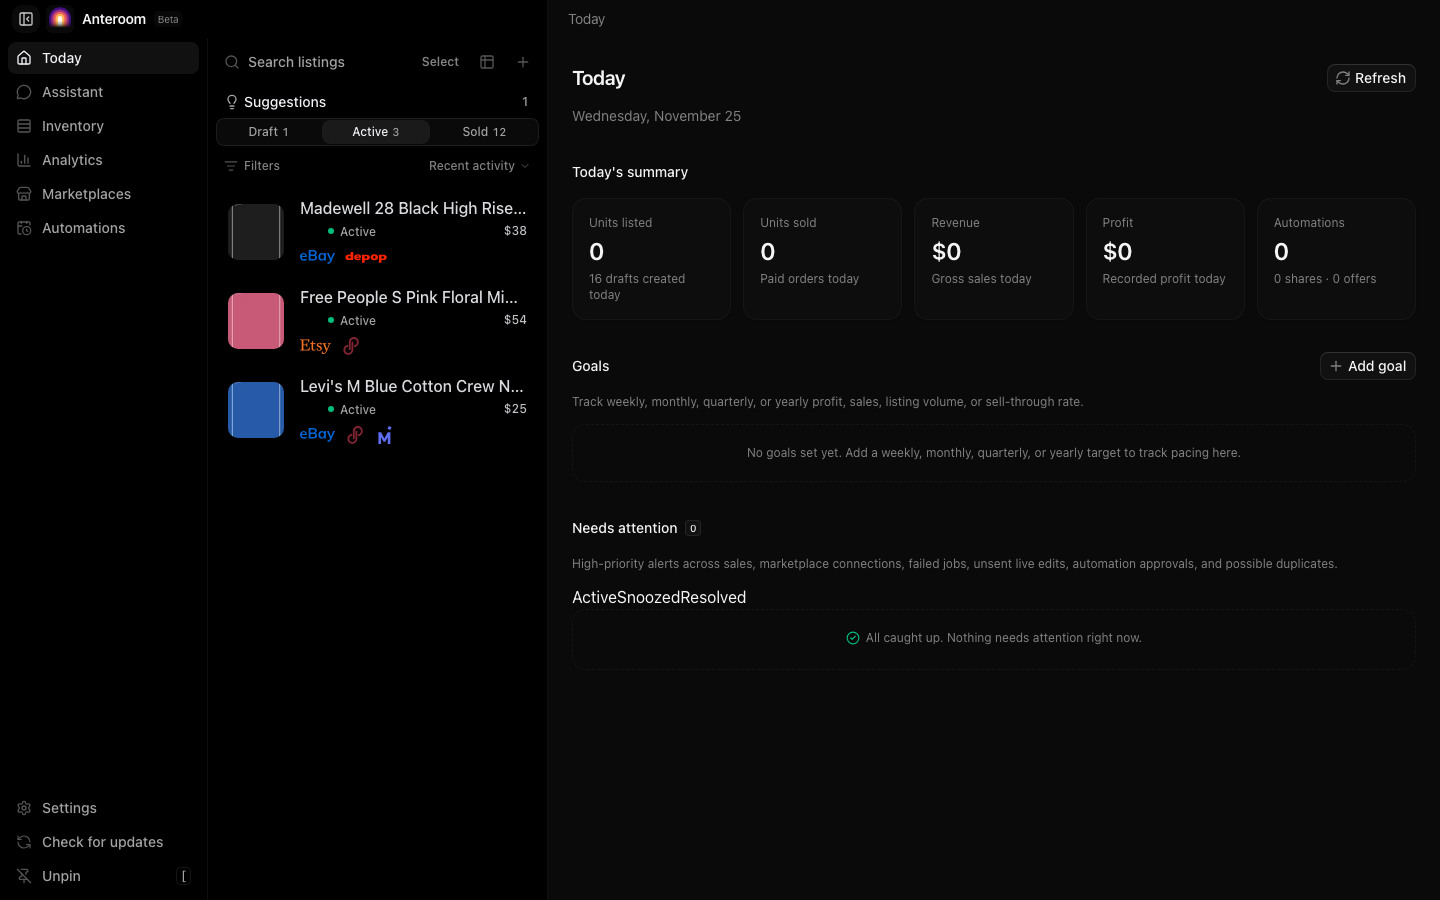 Anteroom Beta
Today
Assistant
Inventory
Analytics
Marketplaces
Automations
Settings
Check for updates
Unpin [
Search listings Select
Suggestions 1
Draft 1 Active 3 Sold 12
Filters Recent activity
Madewell 28 Black High Rise...
Active $38
eBay depop
Free People S Pink Floral Mi...
Active $54
Etsy
Levi's M Blue Cotton Crew N...
Active $25
eBay M
Today
Today
Refresh
Wednesday, November 25
Today's summary
Units listed
0
16 drafts created
today
Units sold
0
Paid orders today
Revenue
$0
Gross sales today
Profit
$0
Recorded profit today
Automations
0
0 shares · 0 offers
Goals
Add goal
Track weekly, monthly, quarterly, or yearly profit, sales, listing volume, or sell-through rate.
No goals set yet. Add a weekly, monthly, quarterly, or yearly target to track pacing here.
Needs attention 0
High-priority alerts across sales, marketplace connections, failed jobs, unsent live edits, automation approvals, and possible duplicates.
ActiveSnoozedResolved
All caught up. Nothing needs attention right now.